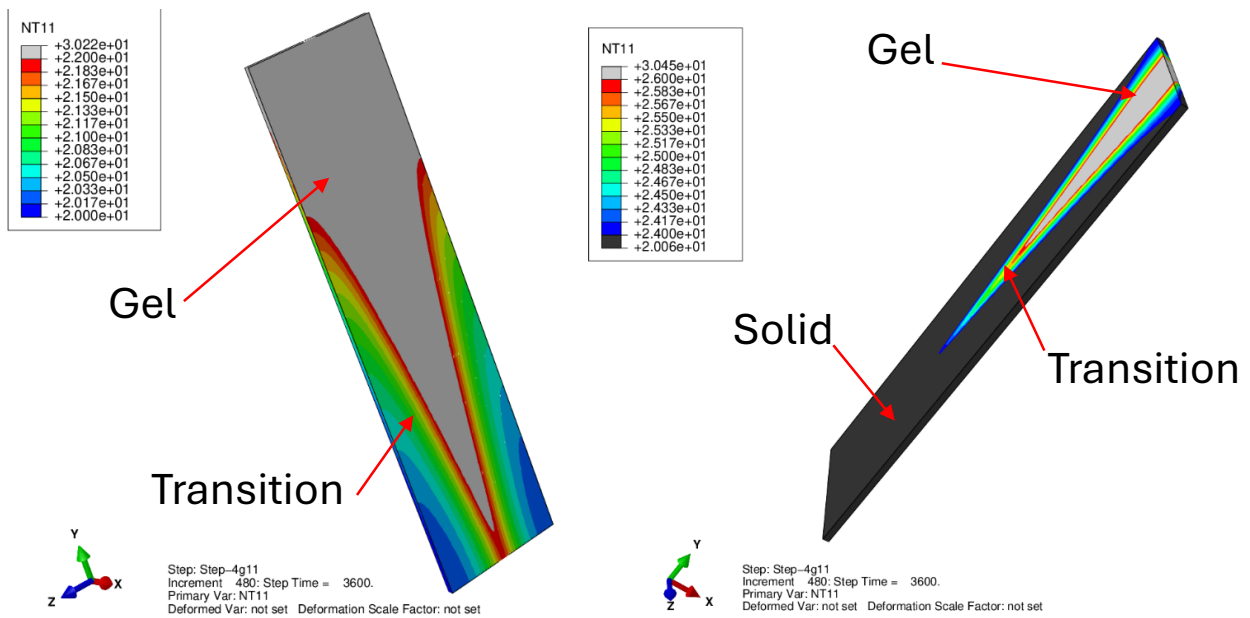 NT11
+3.022e+01
+2.200e+01
+2.183e+01
+2.167e+01
+2.150e+01
+2.133e+01
+2.117e+01
+2.100e+01
+2.083e+01
+2.067e+01
+2.050e+01
+2.033e+01
+2.017e+01
+2.000e+01
Gel
Transition
Y
X
Z
Step: Step-4g11
Increment 480: Step Time = 3600.
Primary Var: NT11
Deformed Var: not set Deformation Scale Factor: not set
NT11
+3.045e+01
+2.600e+01
+2.583e+01
+2.567e+01
+2.550e+01
+2.533e+01
+2.517e+01
+2.500e+01
+2.483e+01
+2.467e+01
+2.450e+01
+2.433e+01
+2.417e+01
+2.400e+01
+2.006e+01
Gel
Solid
Transition
Y
X
Z
Step: Step-4g11
Increment 480: Step Time = 3600.
Primary Var: NT11
Deformed Var: not set Deformation Scale Factor: not set